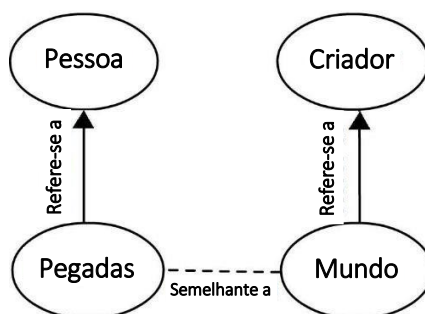 Pessoa
Criador
Refere-se a
Refere-se a
Pegadas
Semelhante a
Mundo